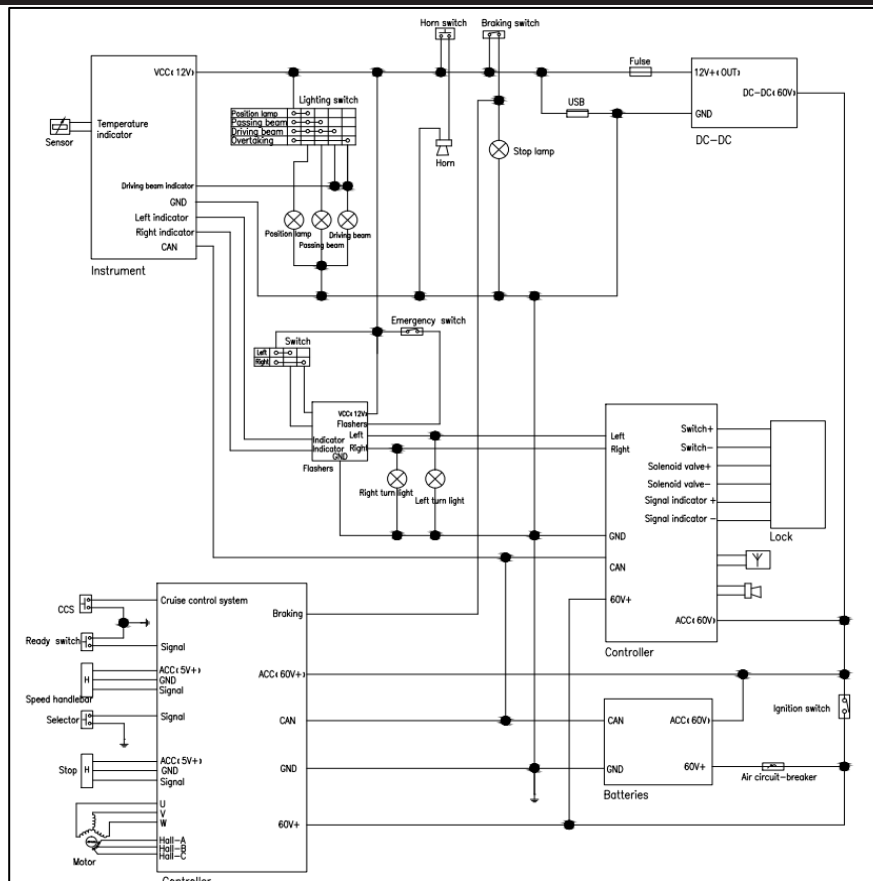 Horn switch
Braking switch
VCC( 12V)
Fulse
12V+( OUT)
DC-DC( 60V)
GND
DC-DC
USB
Lighting switch
Position lamp
Passing beam
Driving beam
Overtaking
Temperature
indicator
Sensor
Horn
Stop lamp
Driving beam indicator
GND
Left indicator
Right indicator
CAN
Instrument
Position lamp
Driving beam
Passing beam
Emergency switch
Switch
Left
Right
VCC( 12V)
Flashers
Left
Right
Indicator
Indicator
GND
Flashers
Right turn light
Left turn light
Left
Right
Switch+
Switch-
Solenoid valve+
Solenoid valve-
Signal indicator +
Signal indicator -
Lock
GND
CAN
60V+
ACC( 60V)
Controller
CCS
Cruise control system
Braking
Ready switch
Signal
ACC( 5V+)
GND
Signal
H
Speed handlebar
ACC( 60V+)
Selector
Signal
CAN
CAN
ACC( 60V)
Ignition switch
Stop
H
ACC( 5V+)
GND
Signal
GND
GND
60V+
Air circuit-breaker
Batteries
U
V
W
60V+
Hall-A
Hall-B
Hall-C
Motor
Controller